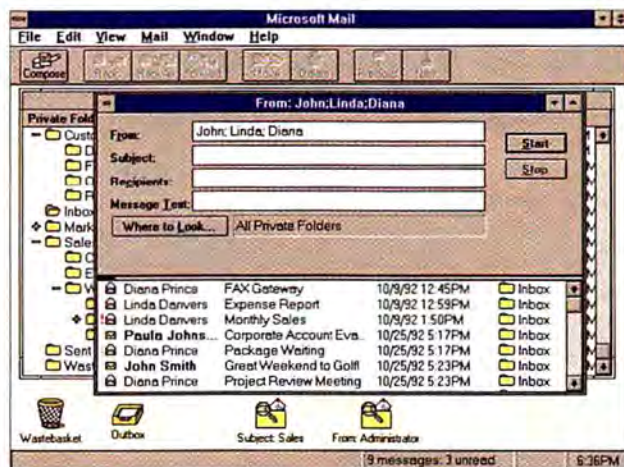 Microsoft Mail
File Edit View Mail Window Help
Compose
From: John;Linda;Diana
Private Fold
From: John; Linda; Diana
Subject:
Recipients:
Message Text:
Start
Stop
Where to Look... All Private Folders
Custo
Inbox
Mark
Sale
Sent
Wast
Diana Prince FAX Gateway 10/9/92 12:45PM Inbox
Linda Danvers Expense Report 10/9/92 12:59PM Inbox
Linda Danvers Monthly Sales 10/9/92 1:50PM Inbox
Paula Johns... Corporate Account Eva.. 10/25/92 5:17PM Inbox
Diana Prince Package Waiting 10/25/92 5:17PM Inbox
John Smith Great Weekend to Golf! 10/25/92 5:23PM Inbox
Diana Prince Project Review Meeting 10/25/92 5:23PM Inbox
Wastebasket Outbox Subject: Sales From: Administrator
9 messages: 3 unread 6:36PM